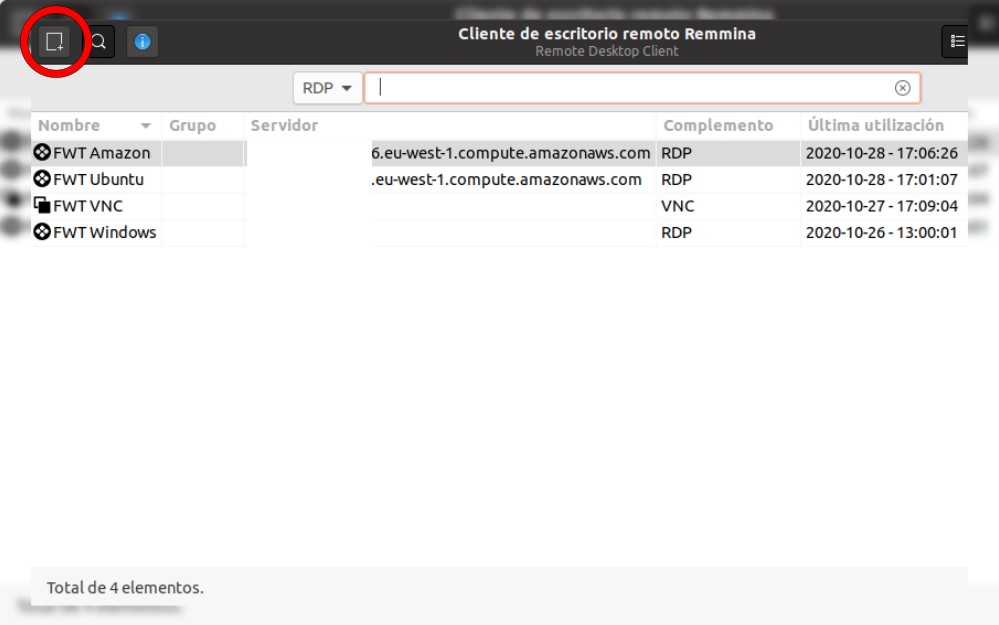 Cliente de escritorio remoto Remmina
Remote Desktop Client
RDP
Nombre Grupo Servidor Complemento Última utilización
FWT Amazon 6.eu-west-1.compute.amazonaws.com RDP 2020-10-28 - 17:06:26
FWT Ubuntu .eu-west-1.compute.amazonaws.com RDP 2020-10-28 - 17:01:07
FWT VNC VNC 2020-10-27 - 17:09:04
FWT Windows RDP 2020-10-26 - 13:00:01
Total de 4 elementos.